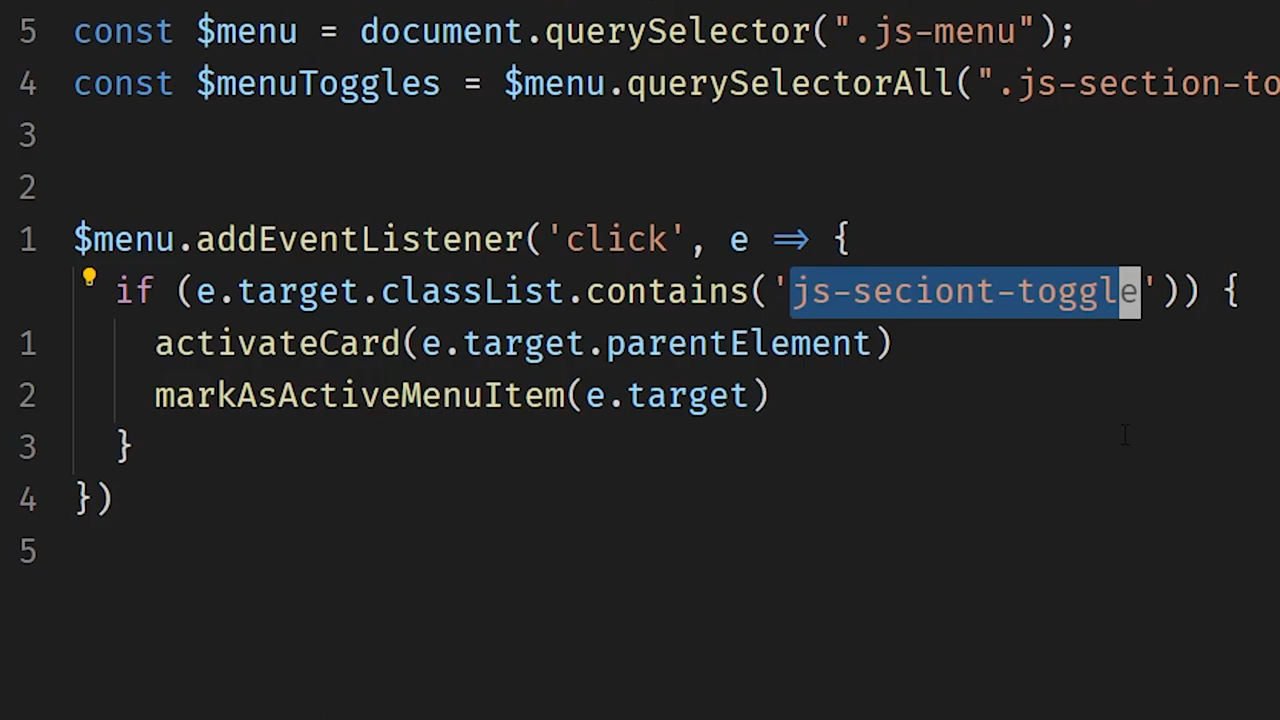 5 const $menu = document.querySelector(".js-menu");
4 const $menuToggles = $menu.querySelectorAll(".js-section-to
3
2
1 $menu.addEventListener('click', e => {
if (e.target.classList.contains('js-seciont-toggle')) {
1 activateCard(e.target.parentElement)
2 markAsActiveMenuItem(e.target)
3 }
4 })
5